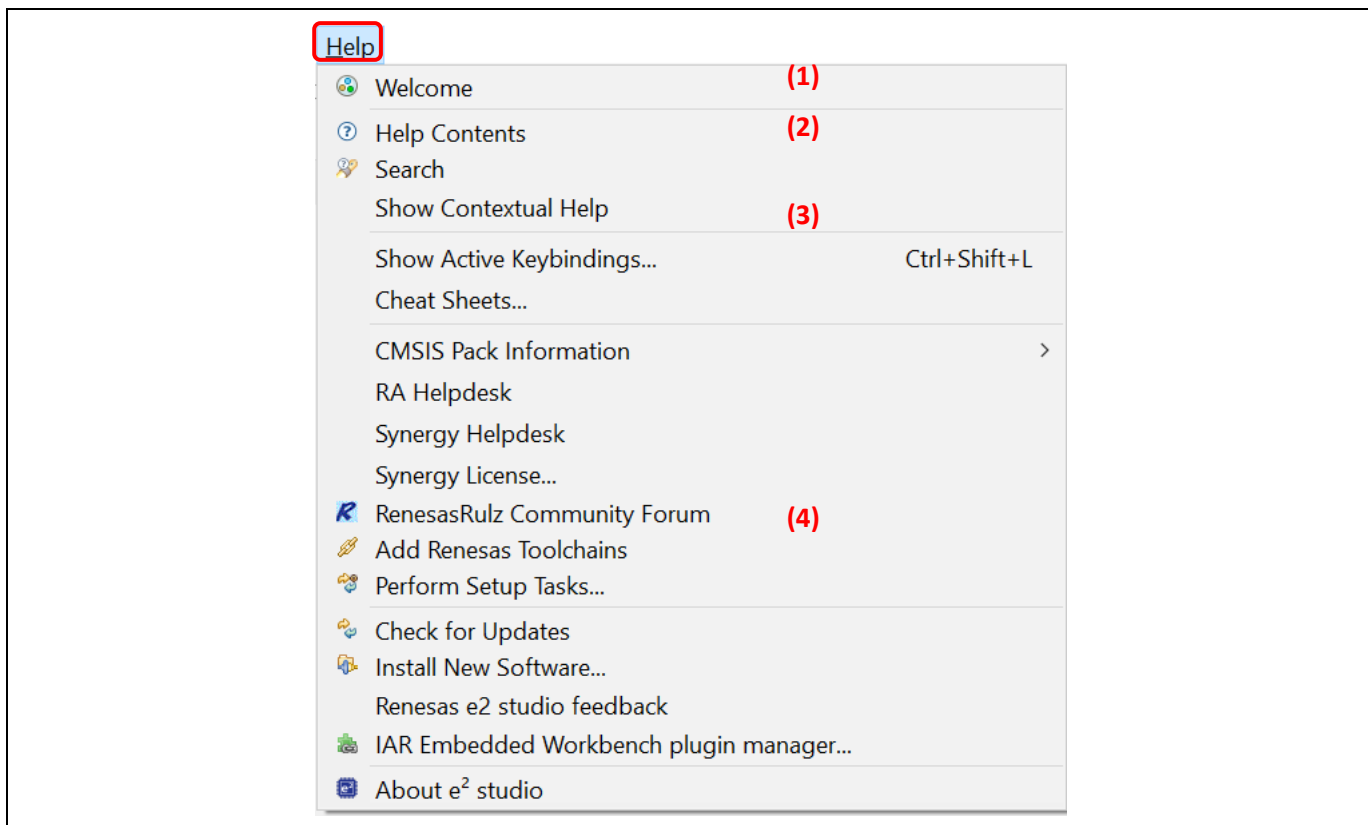 Help
Welcome (1)
Help Contents (2)
Search
Show Contextual Help (3)
Show Active Keybindings... Ctrl+Shift+L
Cheat Sheets...
CMSIS Pack Information
RA Helpdesk
Synergy Helpdesk
Synergy License...
RenesasRulz Community Forum (4)
Add Renesas Toolchains
Perform Setup Tasks...
Check for Updates
Install New Software...
Renesas e2 studio feedback
IAR Embedded Workbench plugin manager...
About e² studio